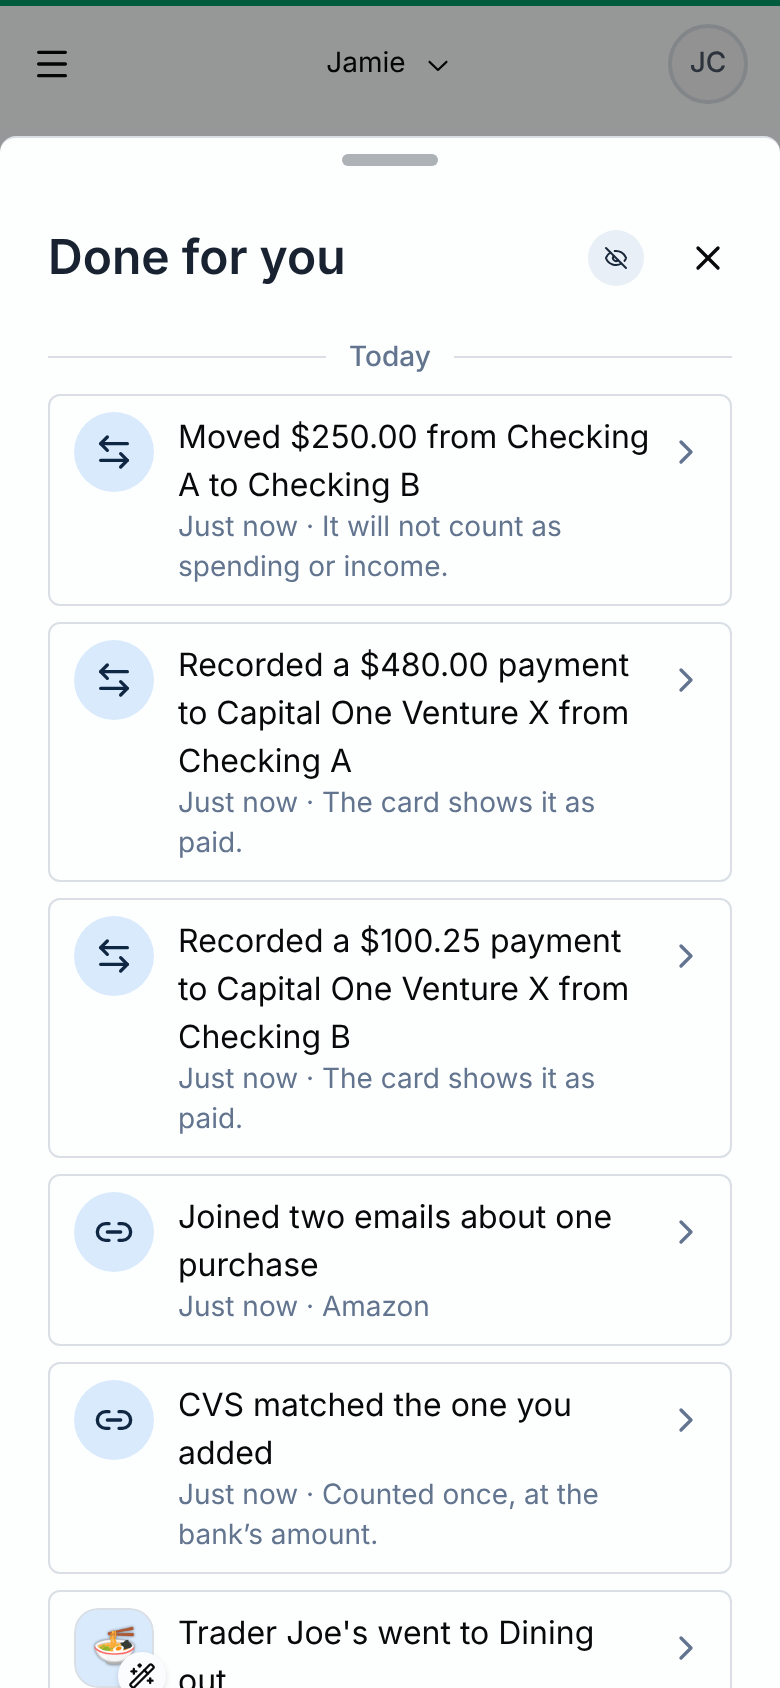 Jamie
JC
Done for you
Today
Moved $250.00 from Checking
A to Checking B
Just now · It will not count as
spending or income.
Recorded a $480.00 payment
to Capital One Venture X from
Checking A
Just now · The card shows it as
paid.
Recorded a $100.25 payment
to Capital One Venture X from
Checking B
Just now · The card shows it as
paid.
Joined two emails about one
purchase
Just now · Amazon
CVS matched the one you
added
Just now · Counted once, at the
bank’s amount.
Trader Joe's went to Dining
out